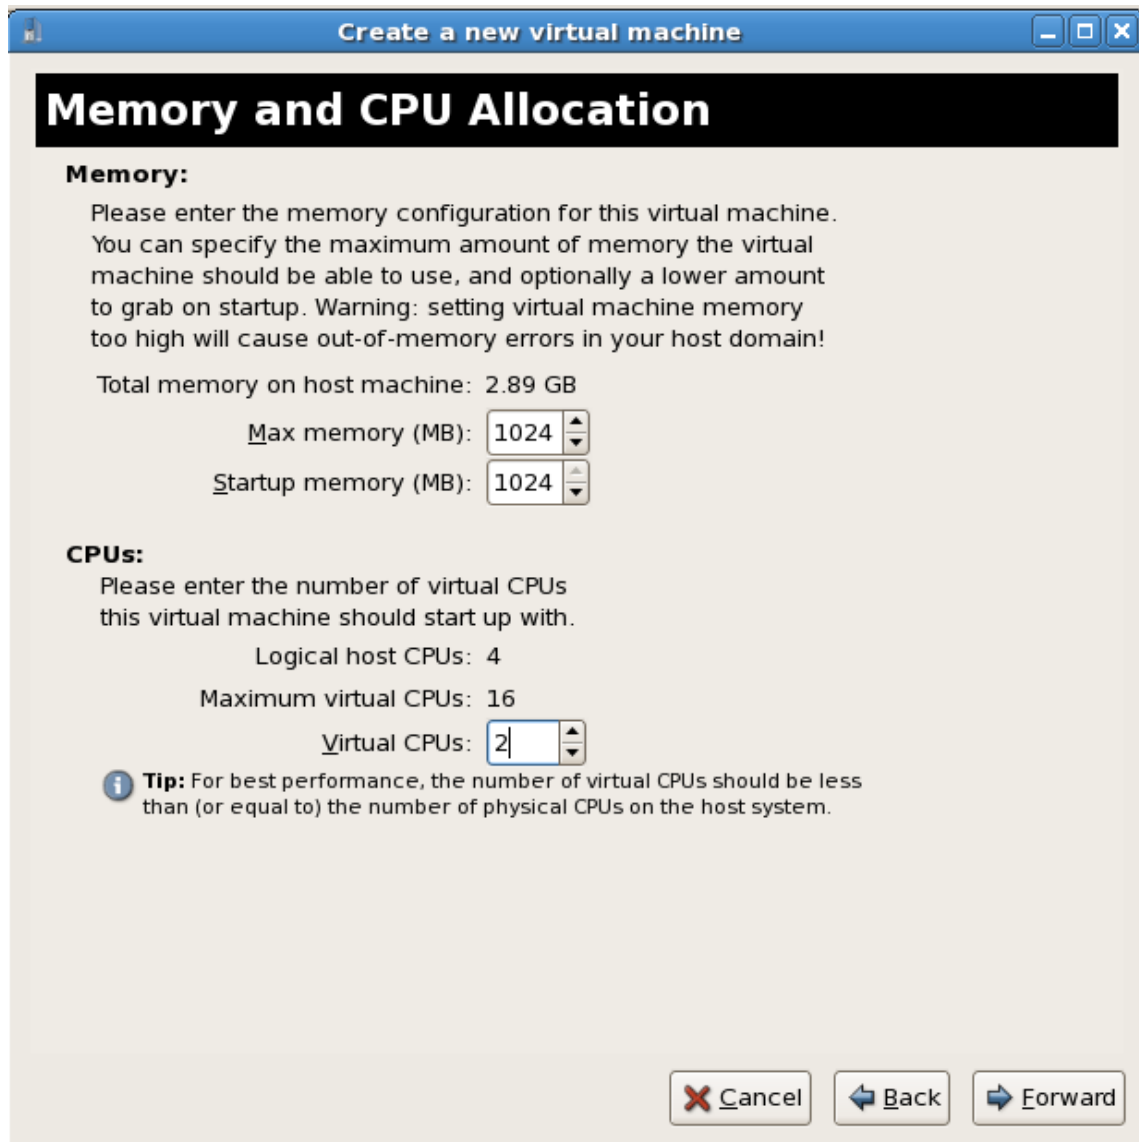 Create a new virtual machine
Memory and CPU Allocation
Memory:
Please enter the memory configuration for this virtual machine.
You can specify the maximum amount of memory the virtual
machine should be able to use, and optionally a lower amount
to grab on startup. Warning: setting virtual machine memory
too high will cause out-of-memory errors in your host domain!
Total memory on host machine: 2.89 GB
Max memory (MB): 1024
Startup memory (MB): 1024
CPUs:
Please enter the number of virtual CPUs
this virtual machine should start up with.
Logical host CPUs: 4
Maximum virtual CPUs: 16
Virtual CPUs: 2
Tip: For best performance, the number of virtual CPUs should be less
than (or equal to) the number of physical CPUs on the host system.
Cancel Back Forward